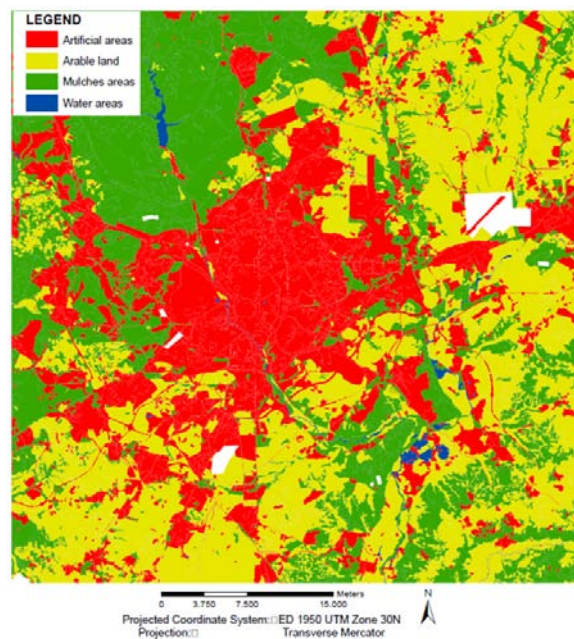 LEGEND
Artificial areas
Arable land
Mulches areas
Water areas
Meters
0 3.750 7.500 15.000
N
Projected Coordinate System:□ED 1950 UTM Zone 30N
Projection:□ Transverse Mercator